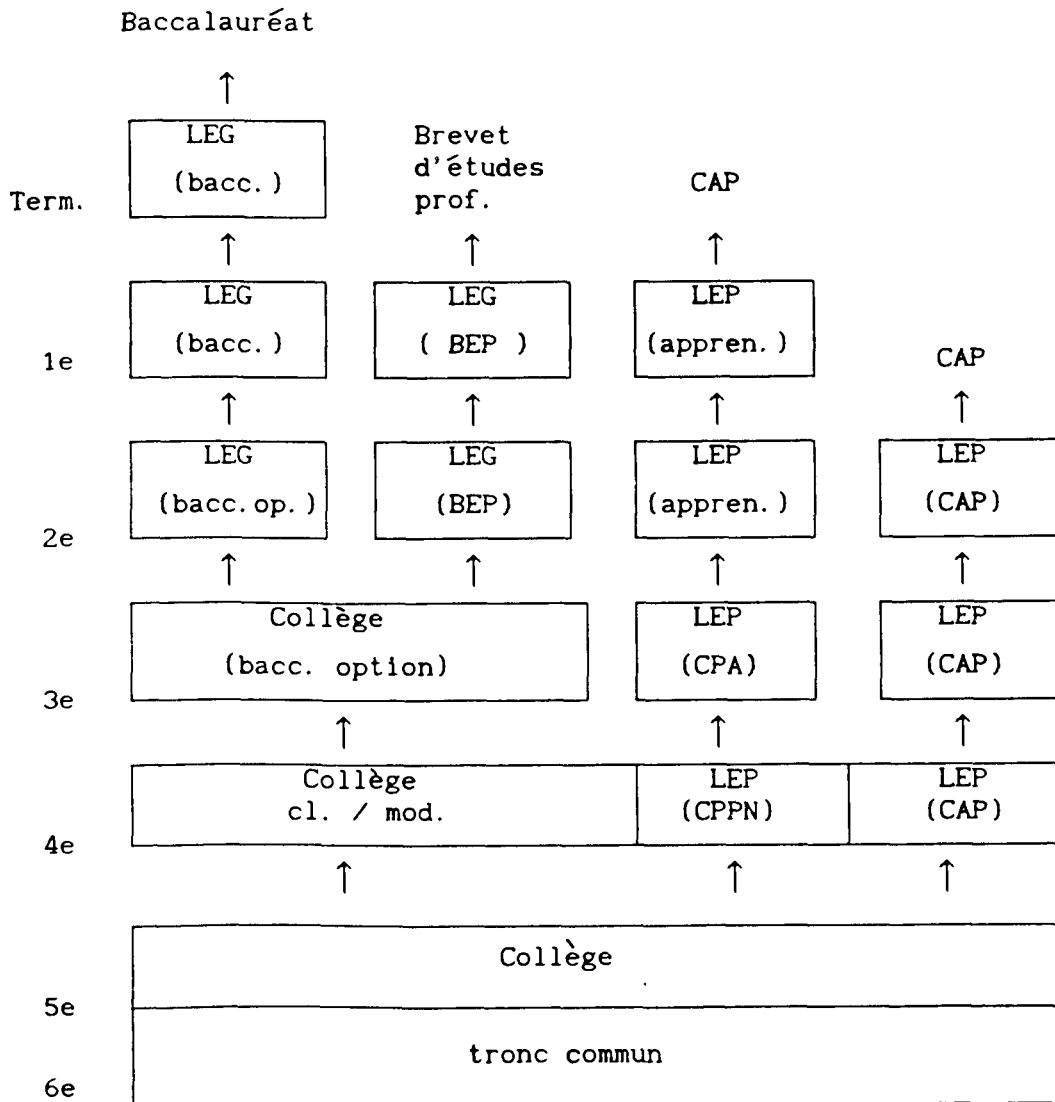 Baccalauréat
LEG
(bacc.)
Brevet
d'études
prof.
CAP
Term.
LEG
(bacc.)
LEG
( BEP )
LEP
(appren.)
1e
CAP
LEG
(bacc.op.)
LEG
(BEP)
LEP
(appren.)
LEP
(CAP)
2e
Collège
(bacc. option)
LEP
(CPA)
LEP
(CAP)
3e
Collège
cl. / mod.
LEP
(CPPN)
LEP
(CAP)
4e
Collège
5e
tronc commun
6e